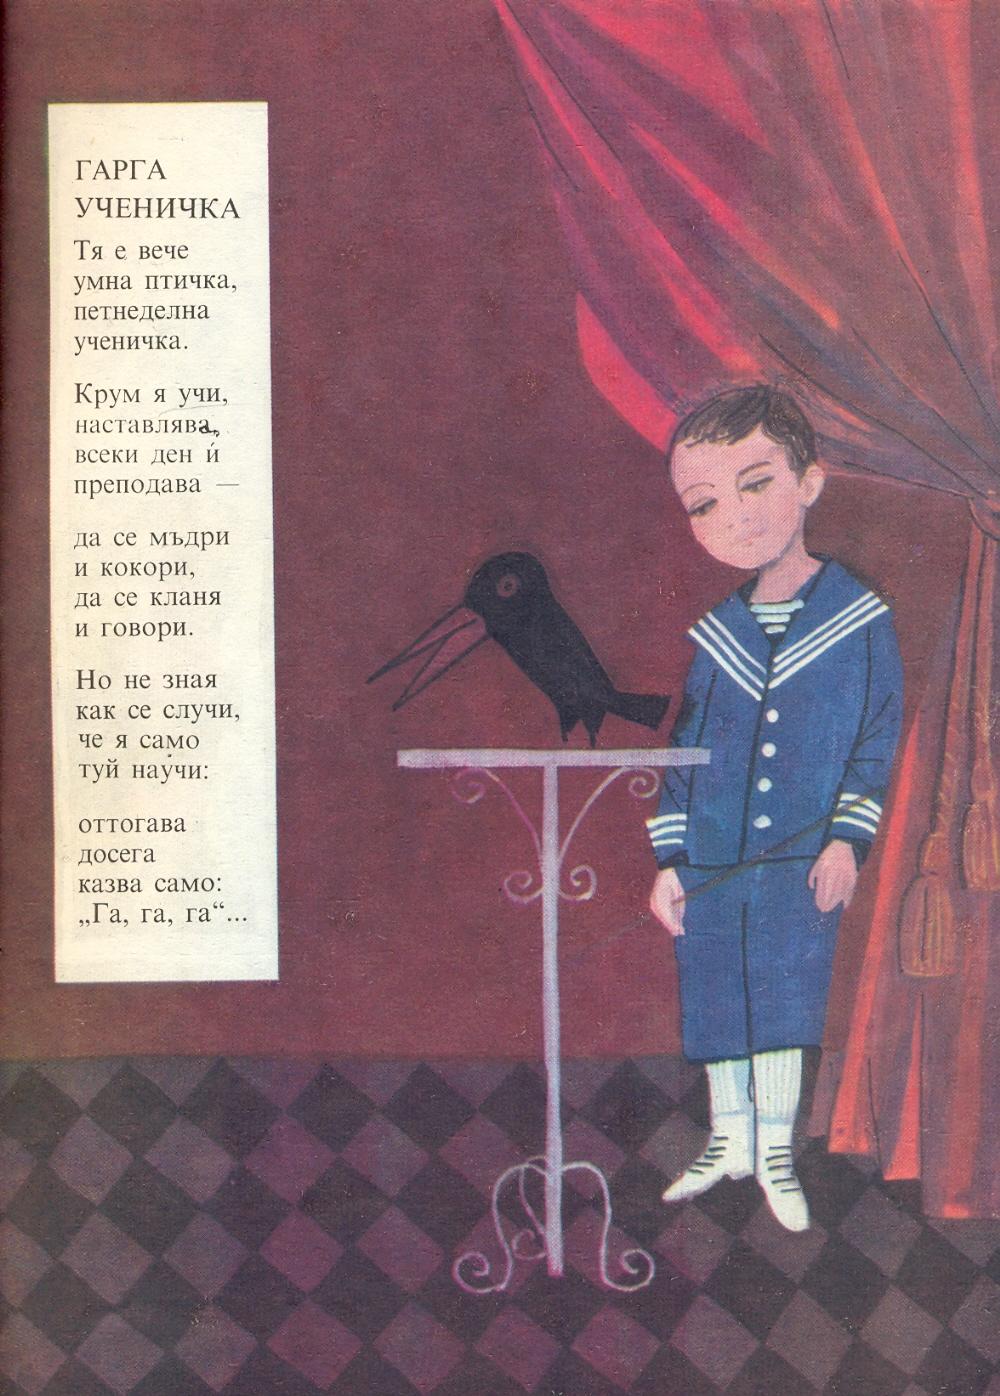 ГАРГА
УЧЕНИЧКА
Тя е вече
умна птичка,
петнеделна
ученичка.
Крум я учи,
наставлява,
всеки ден ѝ
преподава —
да се мъдри
и кокори,
да се кланя
и говори.
Но не зная
как се случи,
че я само
туй научи:
оттогава
досега
казва само:
„Га, га, га“...